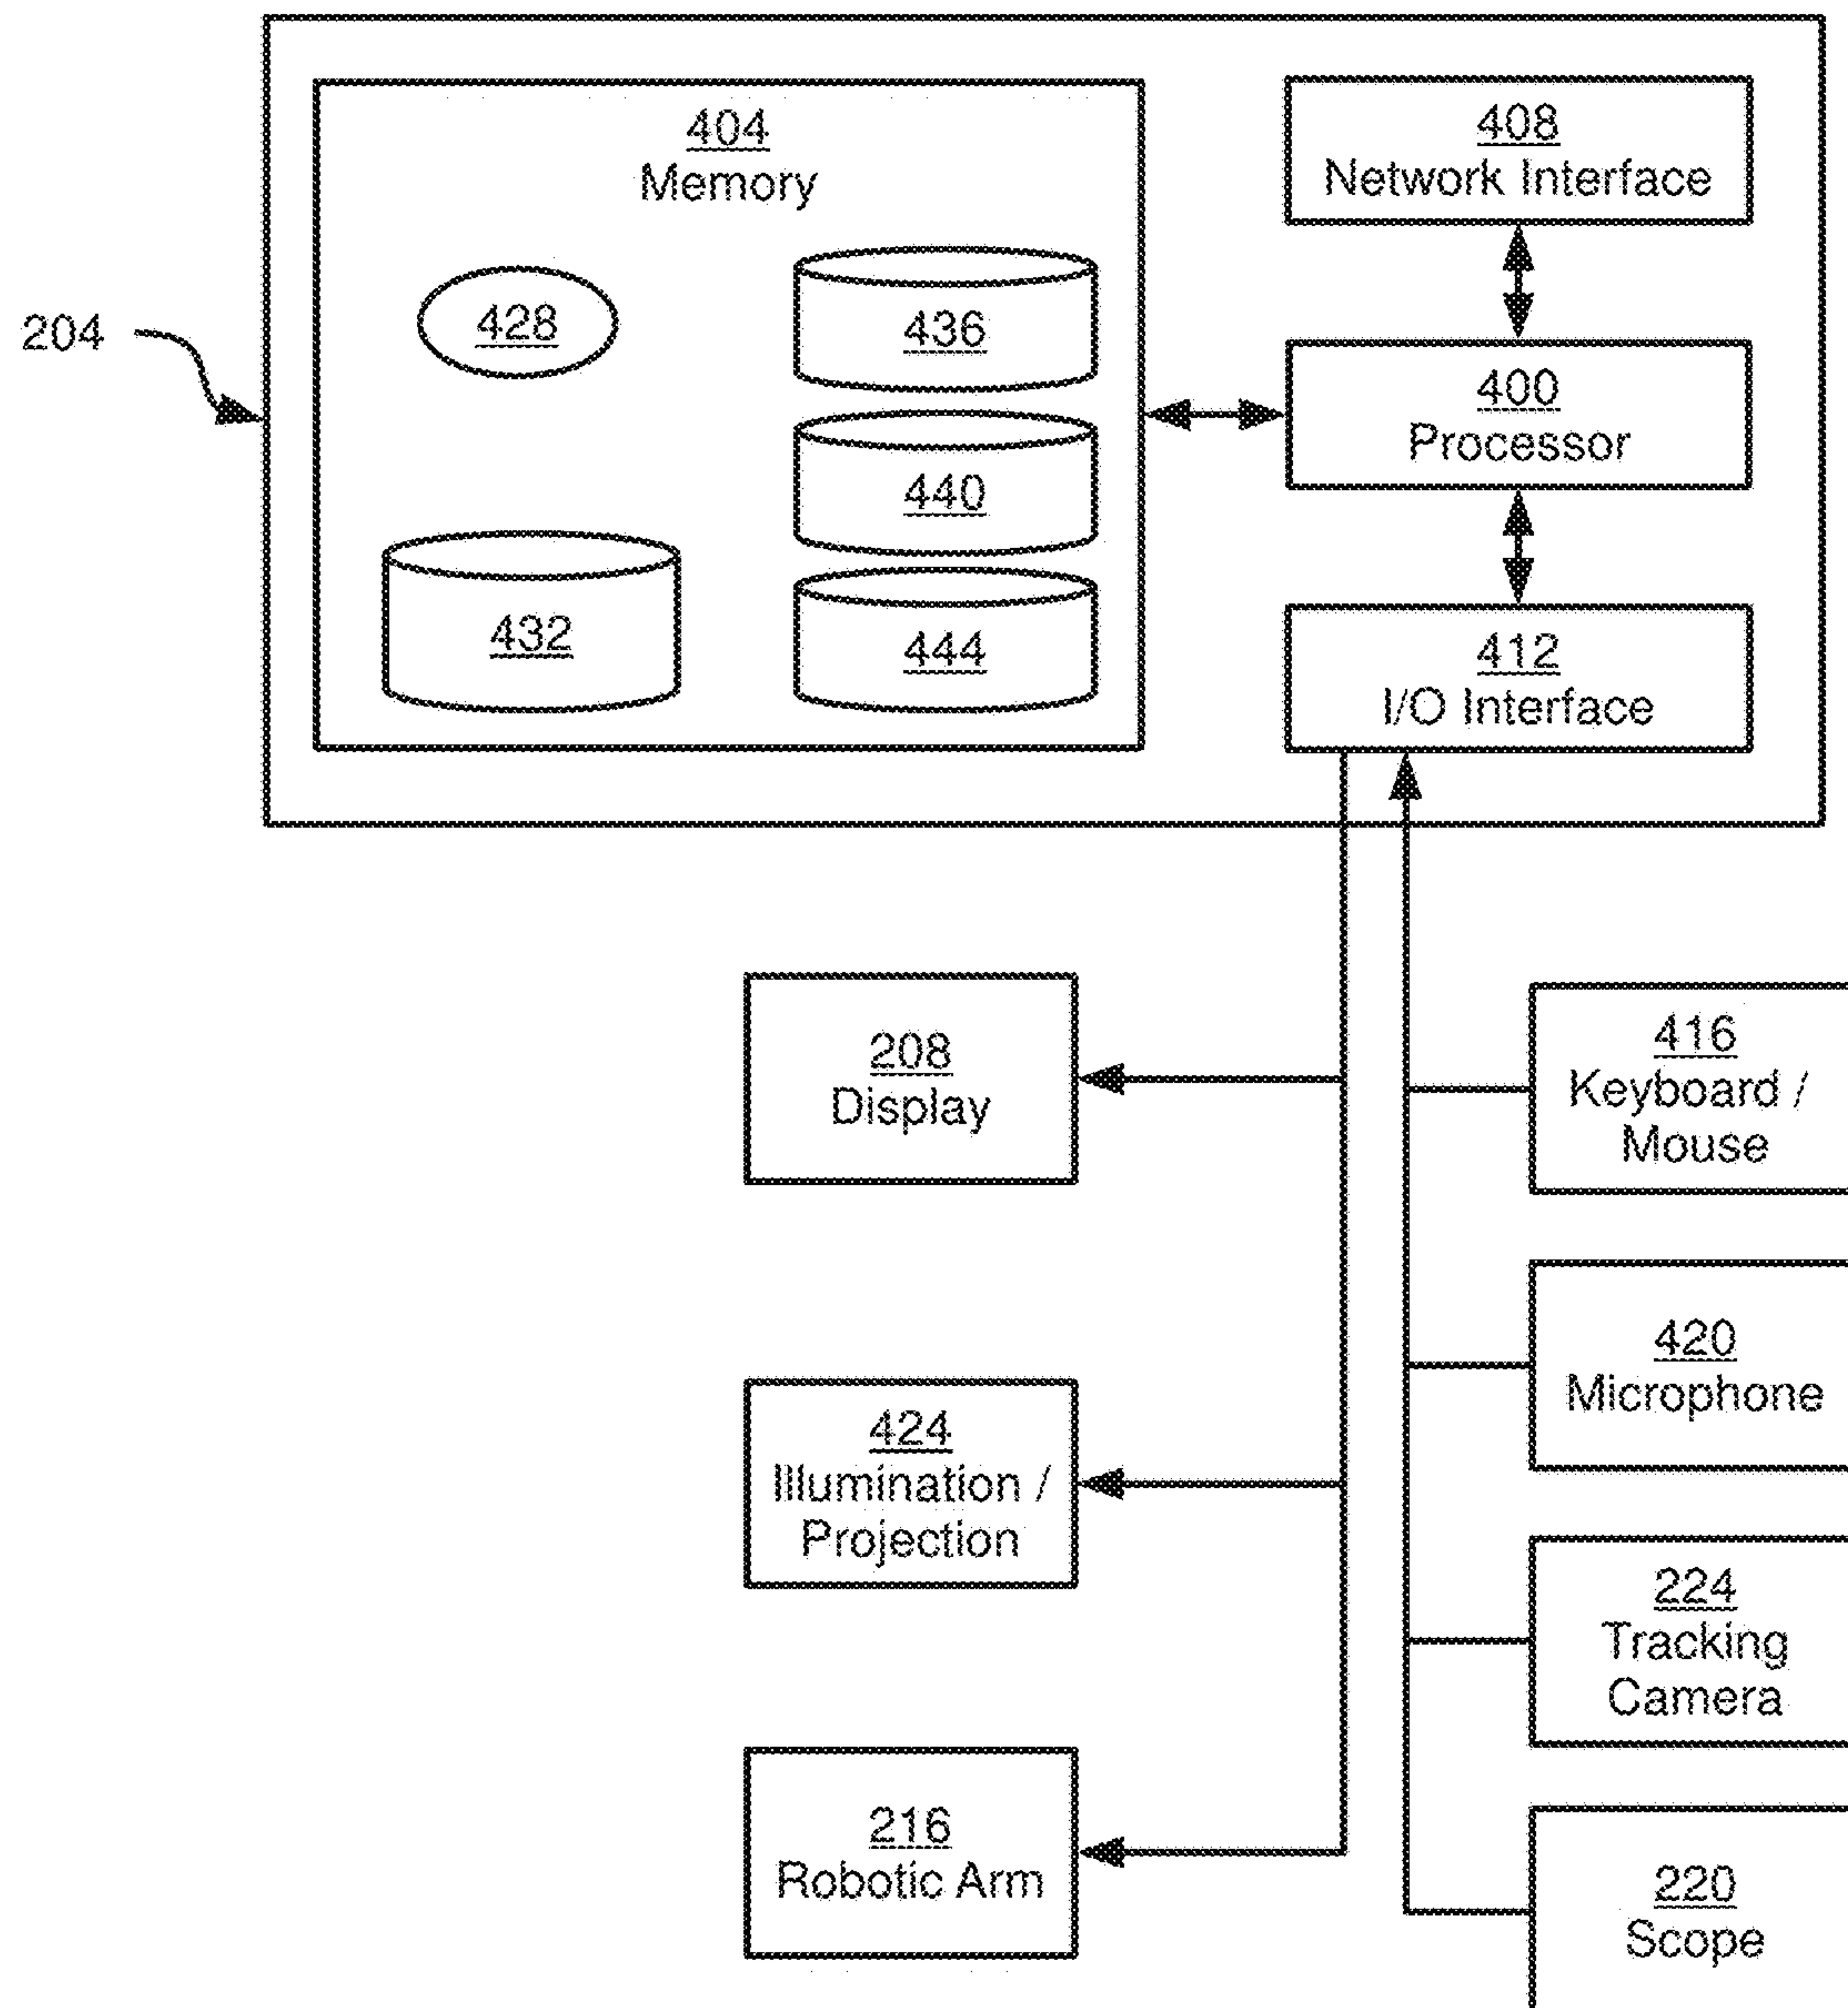 404
Memory
408
Network Interface
428
436
204
400
Processor
440
432
444
412
I/O Interface
208
Display
416
Keyboard /
Mouse
420
Microphone
424
Illumination /
Projection
224
Tracking
Camera
216
Robotic Arm
220
Scope